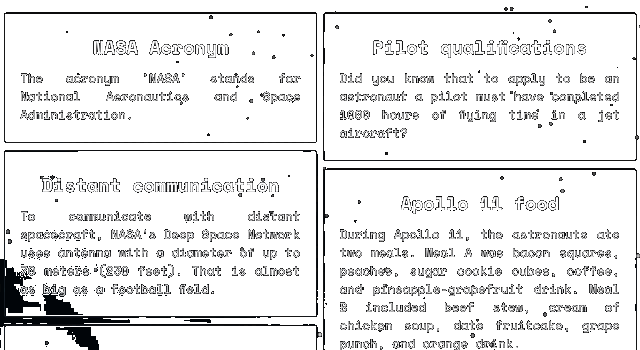 NASA Acronym
The acronym 'NASA' stands for
National Aeronautics and Space
Administration.
Distant communication
To communicate with distant
spacecraft, NASA's Deep Space Network
uses antenna with a diameter of up to
meters (230 feet). That is almost
as big as a football field.
Pilot qualifications
Did you know that to apply to be an
astronaut a pilot must have completed
1000 hours of flying time in a jet
aircraft?
Apollo 11 food
During Apollo 11, the astronauts ate
two meals. Meal A was bacon squares,
peaches, sugar cookie cubes, coffee,
and pineapple-grapefruit drink. Meal
B included beef stew, cream of
chicken soup, date fruitcake, grape
punch, and orange drink.